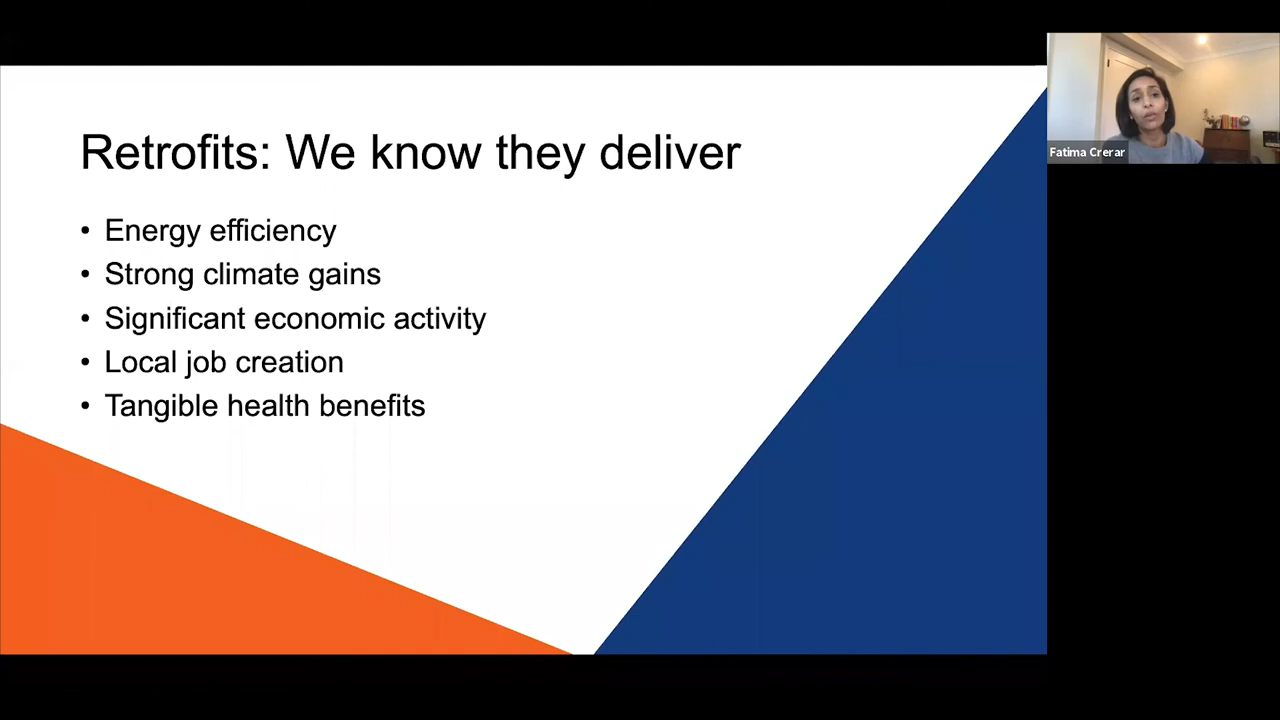 Retrofits: We know they deliver
• Energy efficiency
• Strong climate gains
• Significant economic activity
• Local job creation
• Tangible health benefits
Fatima Crerar